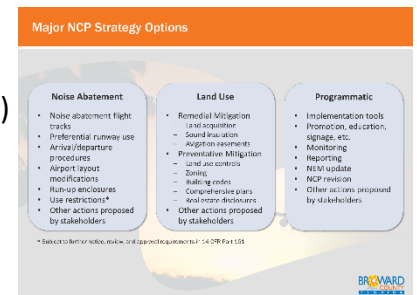 Major NCP Strategy Options
)
Noise Abatement
• Noise abatement flight
tracks
• Preferential runway use
• Arrival/departure
procedures
• Airport layout
modifications
• Run-up enclosures
• Use restrictions*
• Other actions proposed
by stakeholders
Land Use
• Remedial Mitigation
– Land acquisition
– Sound insulation
– Avigation easements
• Preventative Mitigation
– Land use controls
– Zoning
– Building codes
– Comprehensive plans
– Real estate disclosures
• Other actions proposed
by stakeholders
Programmatic
• Implementation tools
• Promotion, education,
signage, etc.
• Monitoring
• Reporting
• NEM update
• NCP revision
• Other actions proposed
by stakeholders
* Subject to further notice, review, and approval requirements in 14 CFR Part 161
BROWARD
COUNTY
FLORIDA